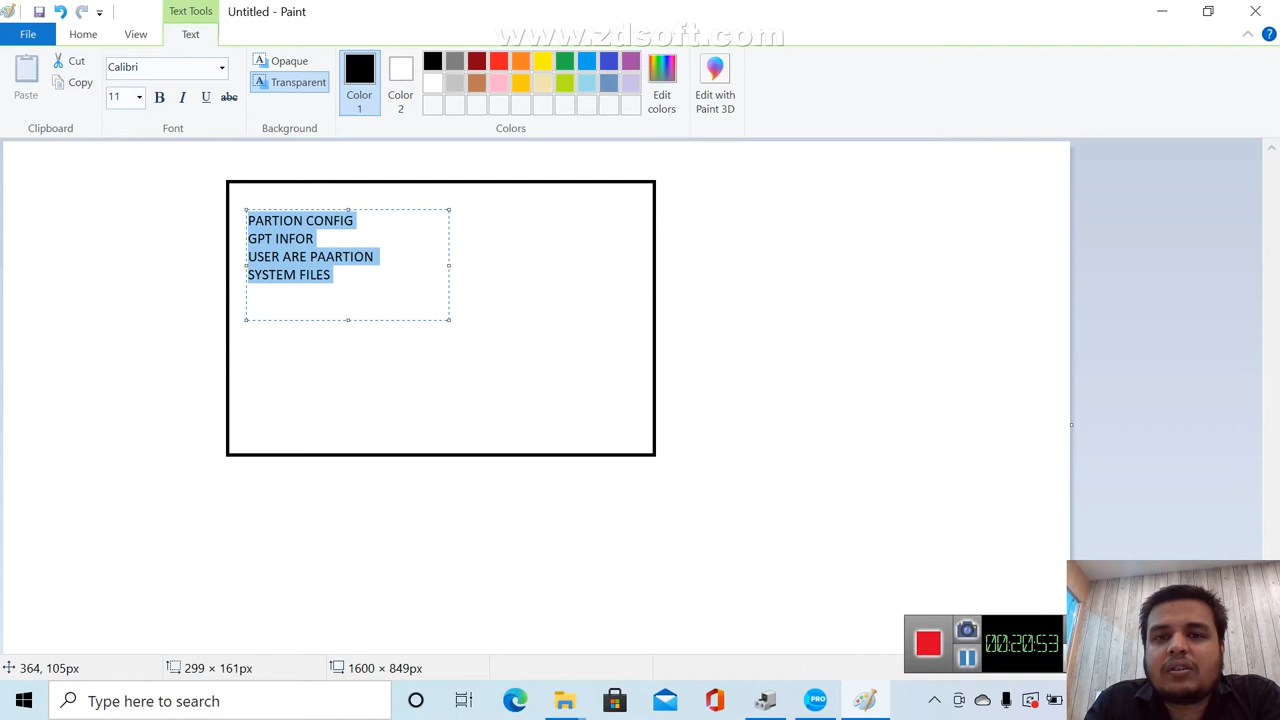 Text Tools
Untitled - Paint
www.zdsoft.com
File
Home
View
Text
Paste
Cut
Copy
Calibri
11
B I U abc
Opaque
Transparent
Color 1
Color 2
Edit colors
Edit with Paint 3D
Clipboard
Font
Background
Colors
PARTION CONFIG
GPT INFOR
USER ARE PAARTION
SYSTEM FILES
00:20:53
364, 105px
299 × 161px
1600 × 849px
Type here to search
PRO